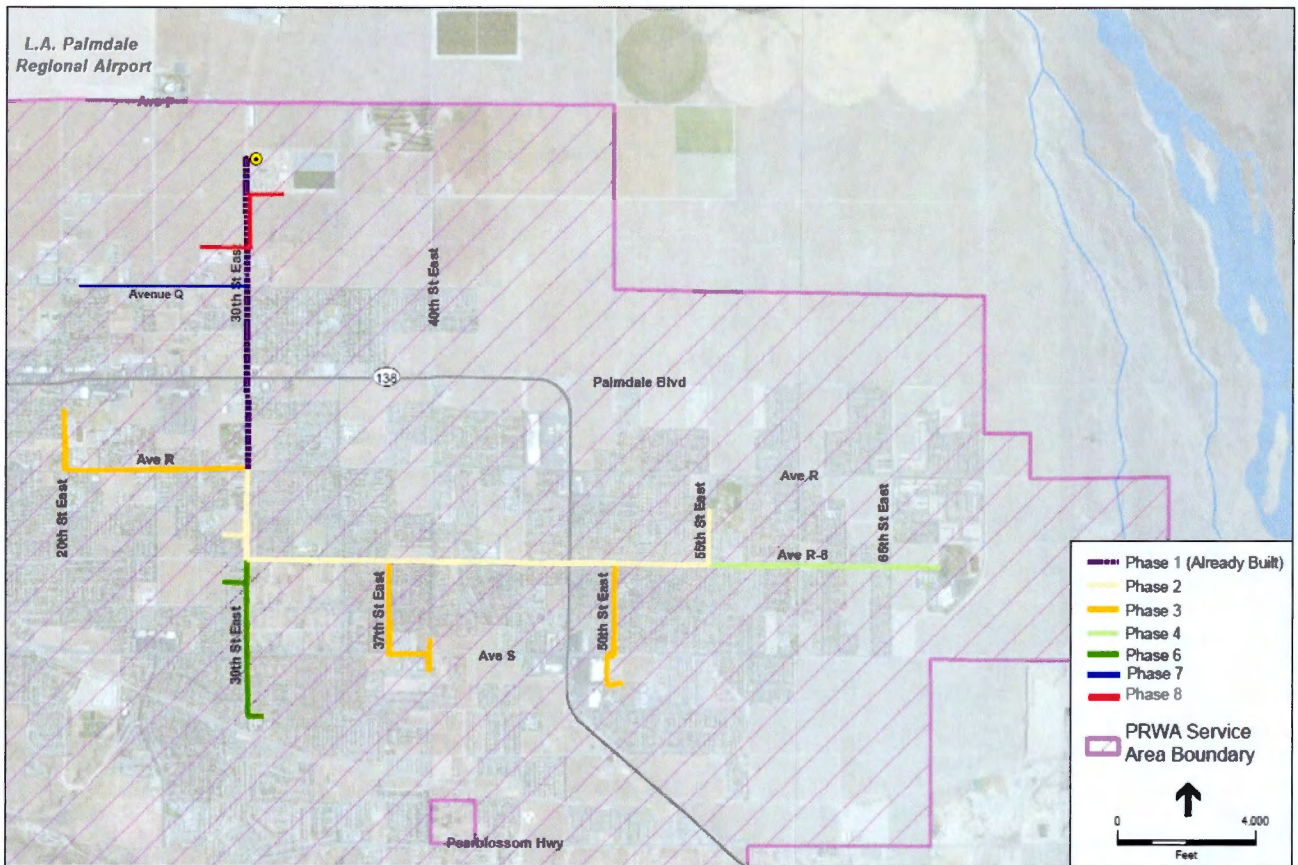 L.A. Palmdale
Regional Airport
Ave P
30th St East
40th St East
Avenue Q
138
Palmdale Blvd
Ave R
20th St East
55th St East
Ave R
65th St East
Ave R-8
30th St East
37th St East
50th St East
Ave S
Pearblossom Hwy
Phase 1 (Already Built)
Phase 2
Phase 3
Phase 4
Phase 6
Phase 7
Phase 8
PRWA Service
Area Boundary
0
4,000
Feet